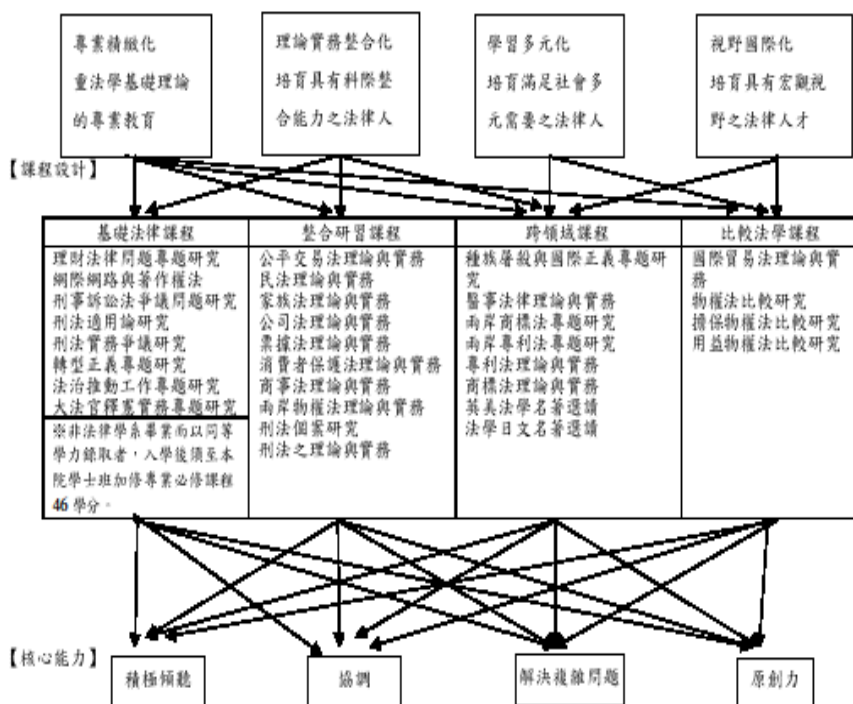 專業精緻化
重法學基礎理論
的專業教育
理論實務整合化
培育具有科際整
合能力之法律人
學習多元化
培育滿足社會多
元需要之法律人
視野國際化
培育具有宏觀視
野之法律人才
【課程設計】
基礎法律課程
理財法律問題專題研究
網際網路與著作權法
刑事訴訟法爭議問題研究
刑法適用論研究
刑法實務爭議研究
轉型正義專題研究
法治推動工作專題研究
大法官釋憲實務專題研究
※非法律學系畢業而以同等
學力錄取者，入學後須至本
院學士班加修專業必修課程
46 學分。
整合研習課程
公平交易法理論與實務
民法理論與實務
家族法理論與實務
公司法理論與實務
票據法理論與實務
消費者保護法理論與實務
商事法理論與實務
兩岸物權法理論與實務
刑法個案研究
刑法之理論與實務
跨領域課程
種族屠殺與國際正義專題研
究
醫事法律理論與實務
兩岸商標法專題研究
兩岸專利法專題研究
專利法理論與實務
商標法理論與實務
英美法學名著選讀
法學日文名著選讀
比較法學課程
國際貿易法理論與實
務
物權法比較研究
擔保物權法比較研究
用益物權法比較研究
【核心能力】
積極傾聽
協調
解決複雜問題
原創力